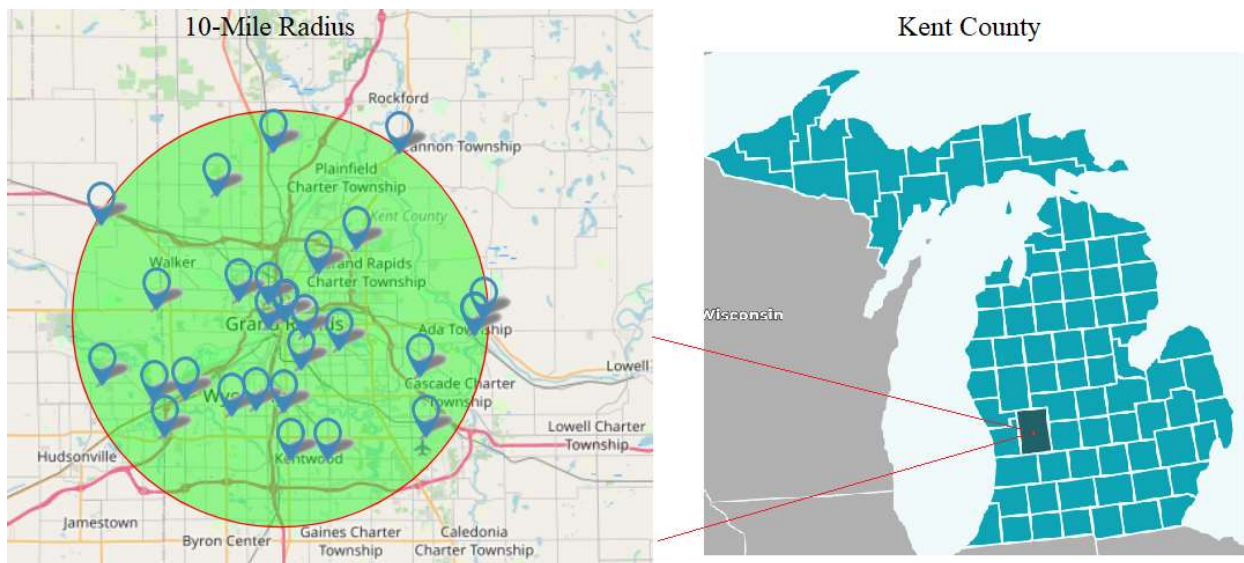 10-Mile Radius
Kent County
Rockford
Cannon Township
Plainfield
Charter Township
Kent County
Walker
Grand Rapids
Charter Township
Grand Rapids
Ada Township
Wisconsin
Lowell
Cascade Charter
Township
Lowell Charter
Township
Hudsonville
Kentwood
Jamestown
Byron Center
Gaines Charter
Township
Caledonia
Charter Township